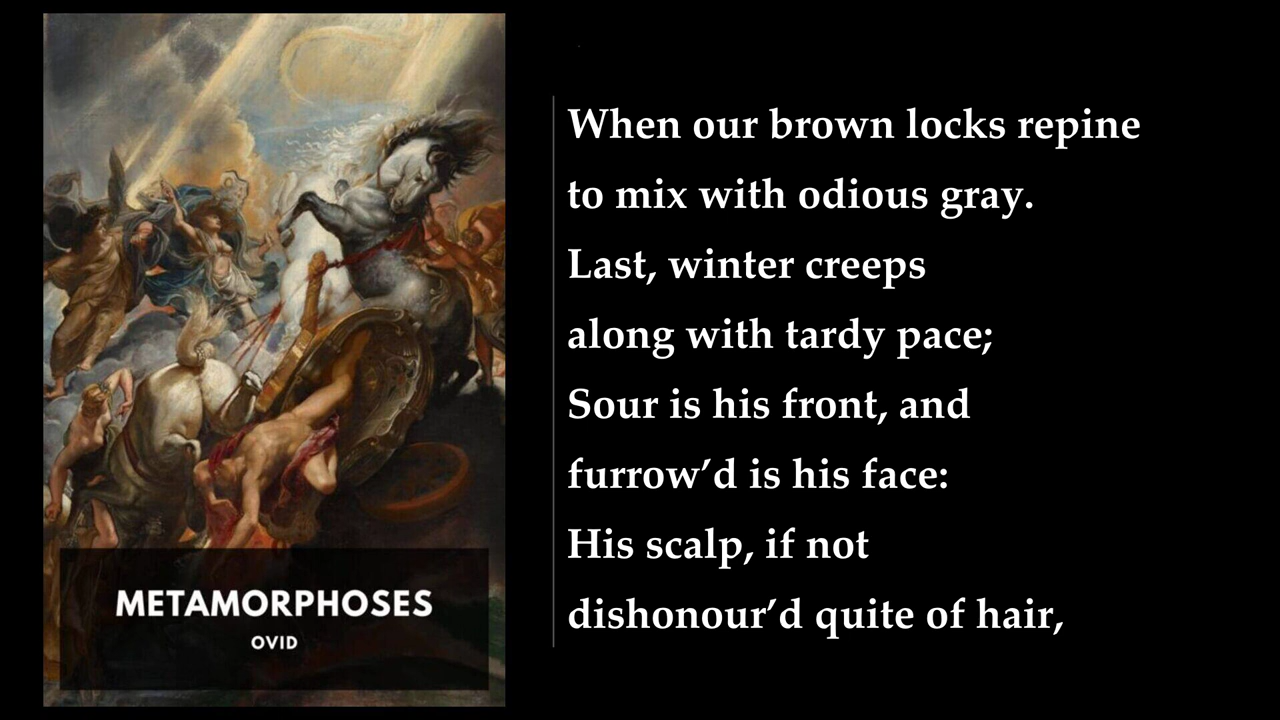 METAMORPHOSES
OVID
When our brown locks repine
to mix with odious gray.
Last, winter creeps
along with tardy pace;
Sour is his front, and
furrow’d is his face:
His scalp, if not
dishonour’d quite of hair,